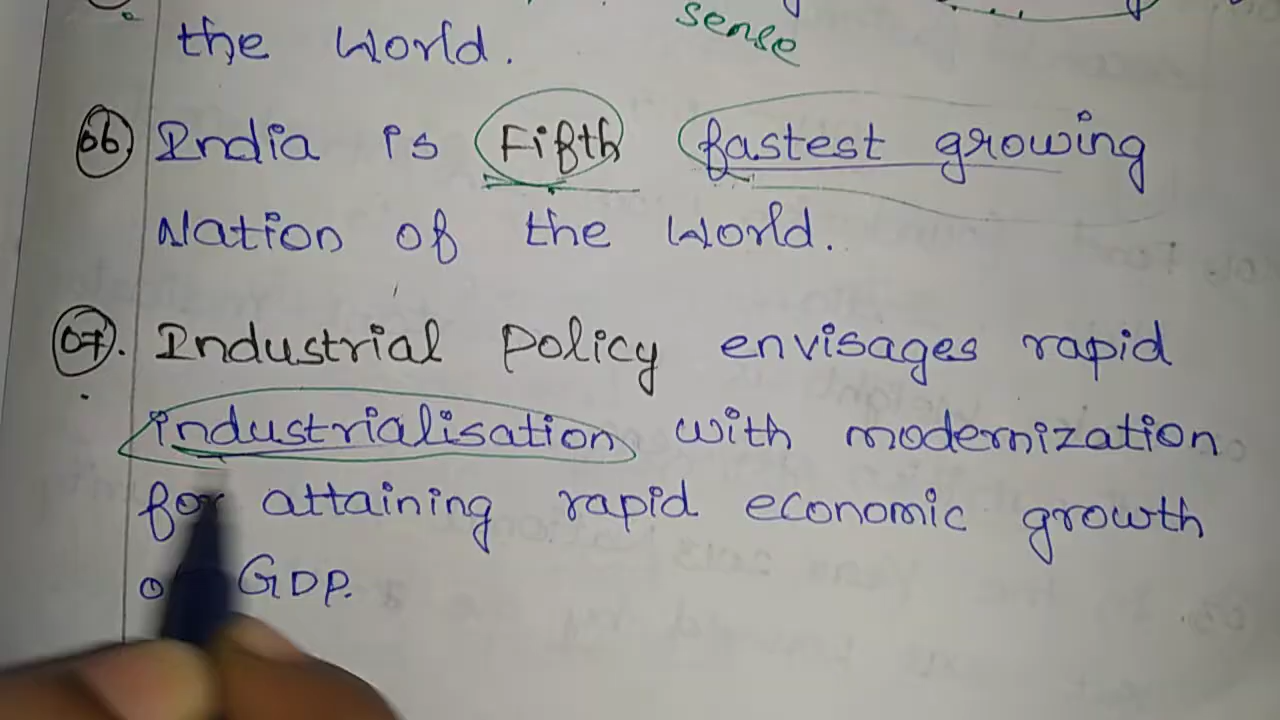 sense
the World.
06) India is Fifth fastest growing
Nation of the World.
07. Industrial Policy envisages rapid
industrialisation with modernization
for attaining rapid economic growth
GDP.